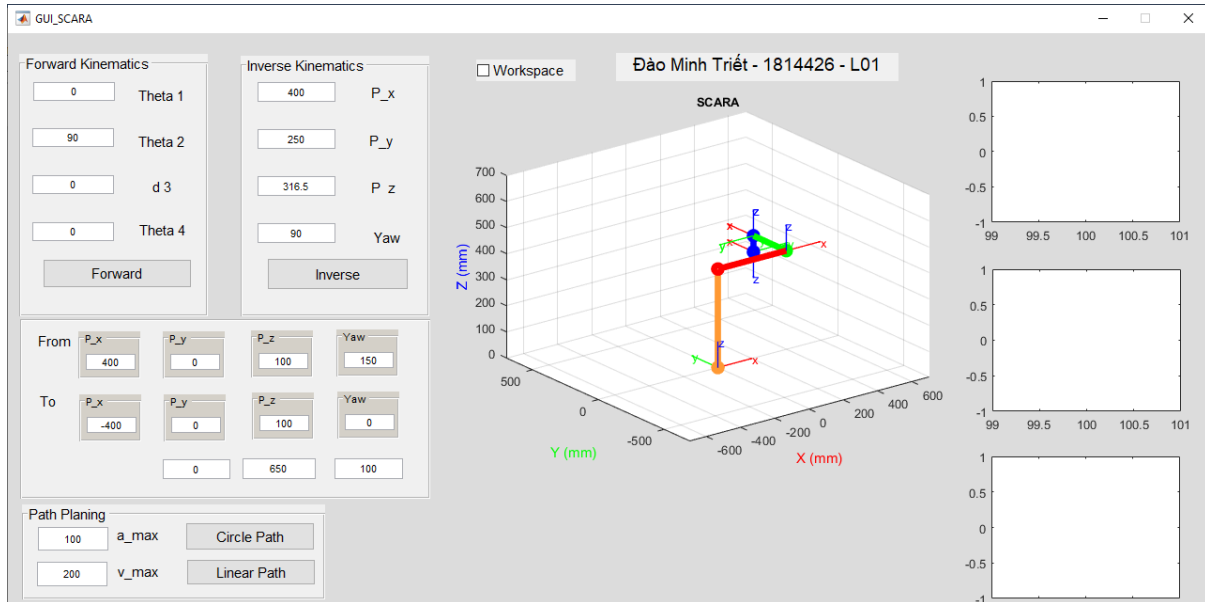 GUI_SCARA
Forward Kinematics
0 Theta 1
90 Theta 2
0 d 3
0 Theta 4
Forward
Inverse Kinematics
400 P_x
250 P_y
316.5 P_z
90 Yaw
Inverse
From
P_x
400
P_y
0
P_z
100
Yaw
150
To
P_x
-400
P_y
0
P_z
100
Yaw
0
0 650 100
Path Planing
100 a_max
Circle Path
200 v_max
Linear Path
Workspace
Đào Minh Triết - 1814426 - L01
SCARA
Z (mm)
700
600
500
400
300
200
100
0
500
0
-500
Y (mm)
-600
-400
-200
0
200
400
600
X (mm)
z
z
x
x
y
x
z
z
y
x
1
0.5
0
-0.5
-1
99 99.5 100 100.5 101
1
0.5
0
-0.5
-1
99 99.5 100 100.5 101
1
0.5
0
-0.5
-1